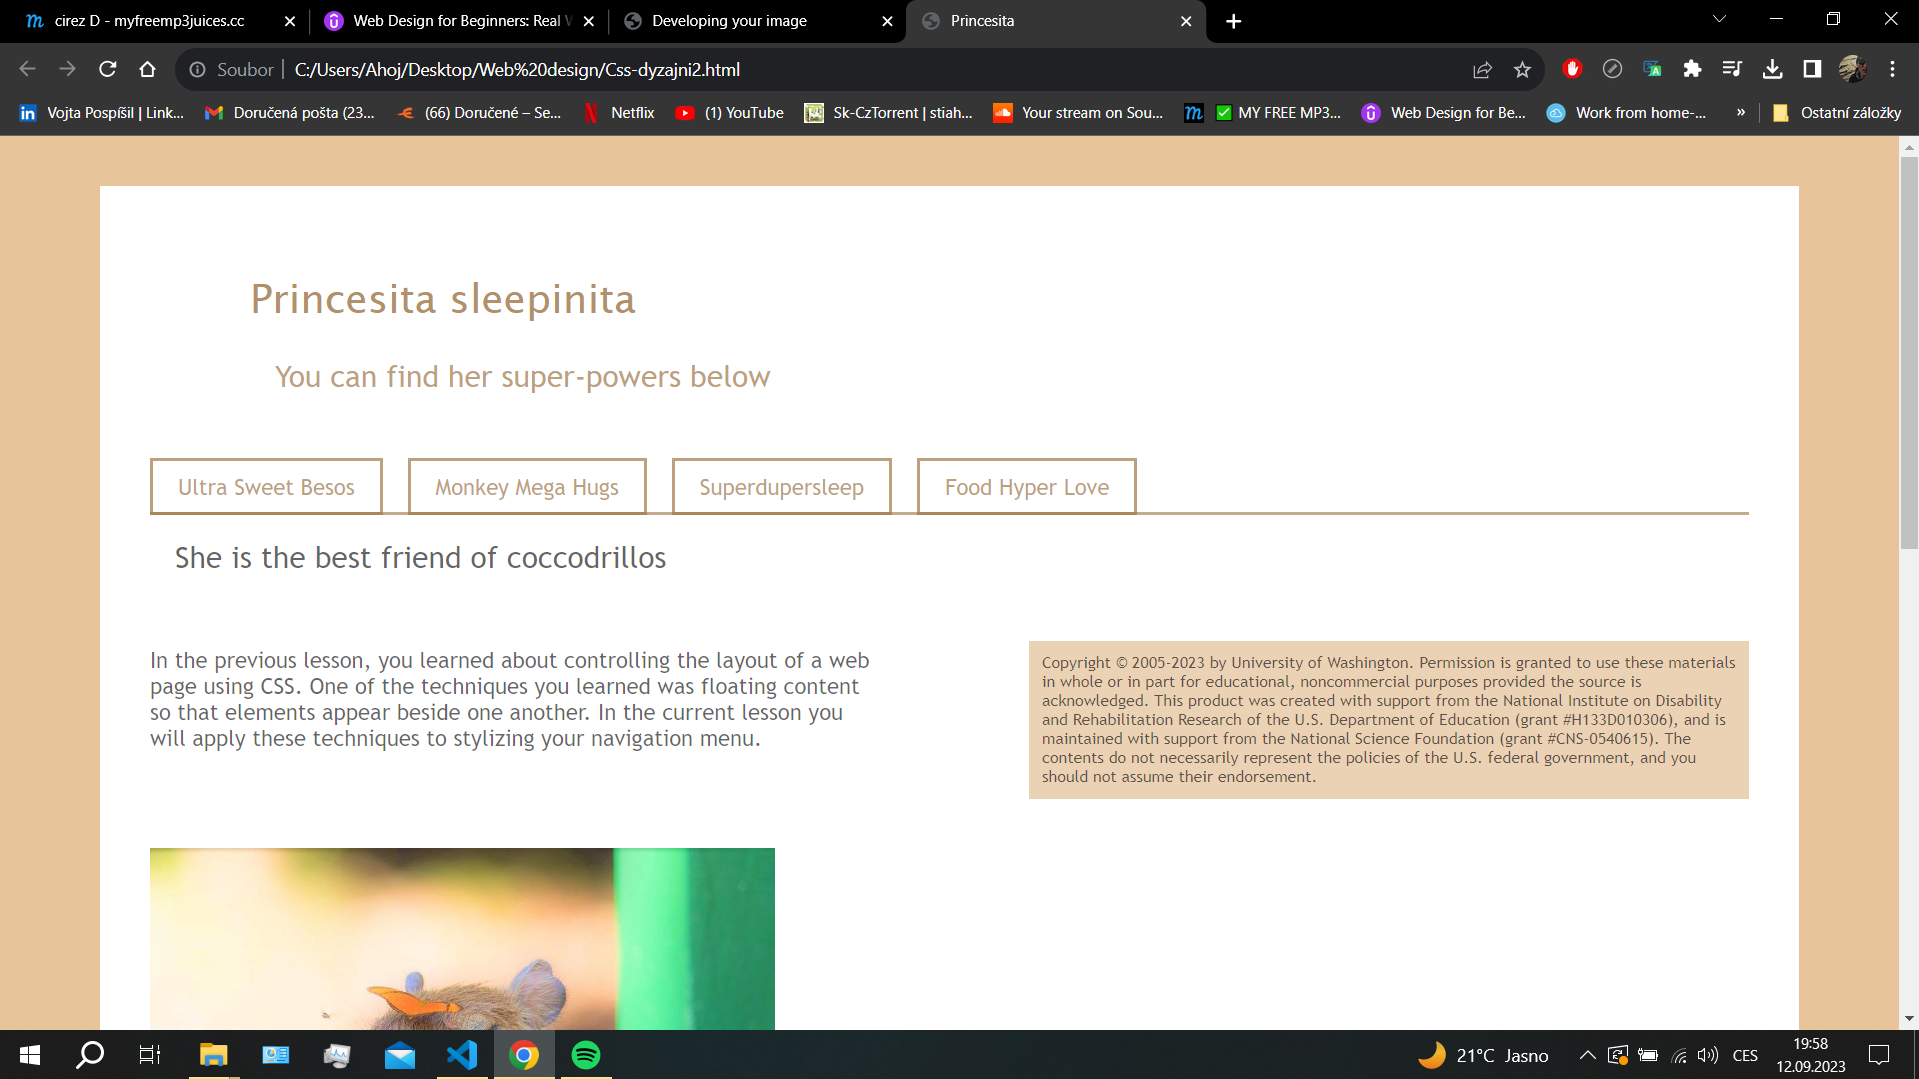 cirez D - myfreemp3juices.cc
Web Design for Beginners: Real W
Developing your image
Princesita
Soubor
C:/Users/Ahoj/Desktop/Web%20design/Css-dyzajni2.html
Vojta Pospíšil | Link...
Doručená pošta (23...
(66) Doručené – Se...
Netflix
(1) YouTube
Sk-CzTorrent | stiah...
Your stream on Sou...
MY FREE MP3...
Web Design for Be...
Work from home-...
»
Ostatní záložky
Princesita sleepinita
You can find her super-powers below
Ultra Sweet Besos
Monkey Mega Hugs
Superdupersleep
Food Hyper Love
She is the best friend of coccodrillos
In the previous lesson, you learned about controlling the layout of a web
page using CSS. One of the techniques you learned was floating content
so that elements appear beside one another. In the current lesson you
will apply these techniques to stylizing your navigation menu.
Copyright © 2005-2023 by University of Washington. Permission is granted to use these materials
in whole or in part for educational, noncommercial purposes provided the source is
acknowledged. This product was created with support from the National Institute on Disability
and Rehabilitation Research of the U.S. Department of Education (grant #H133D010306), and is
maintained with support from the National Science Foundation (grant #CNS-0540615). The
contents do not necessarily represent the policies of the U.S. federal government, and you
should not assume their endorsement.
21°C Jasno
CES
19:58
12.09.2023